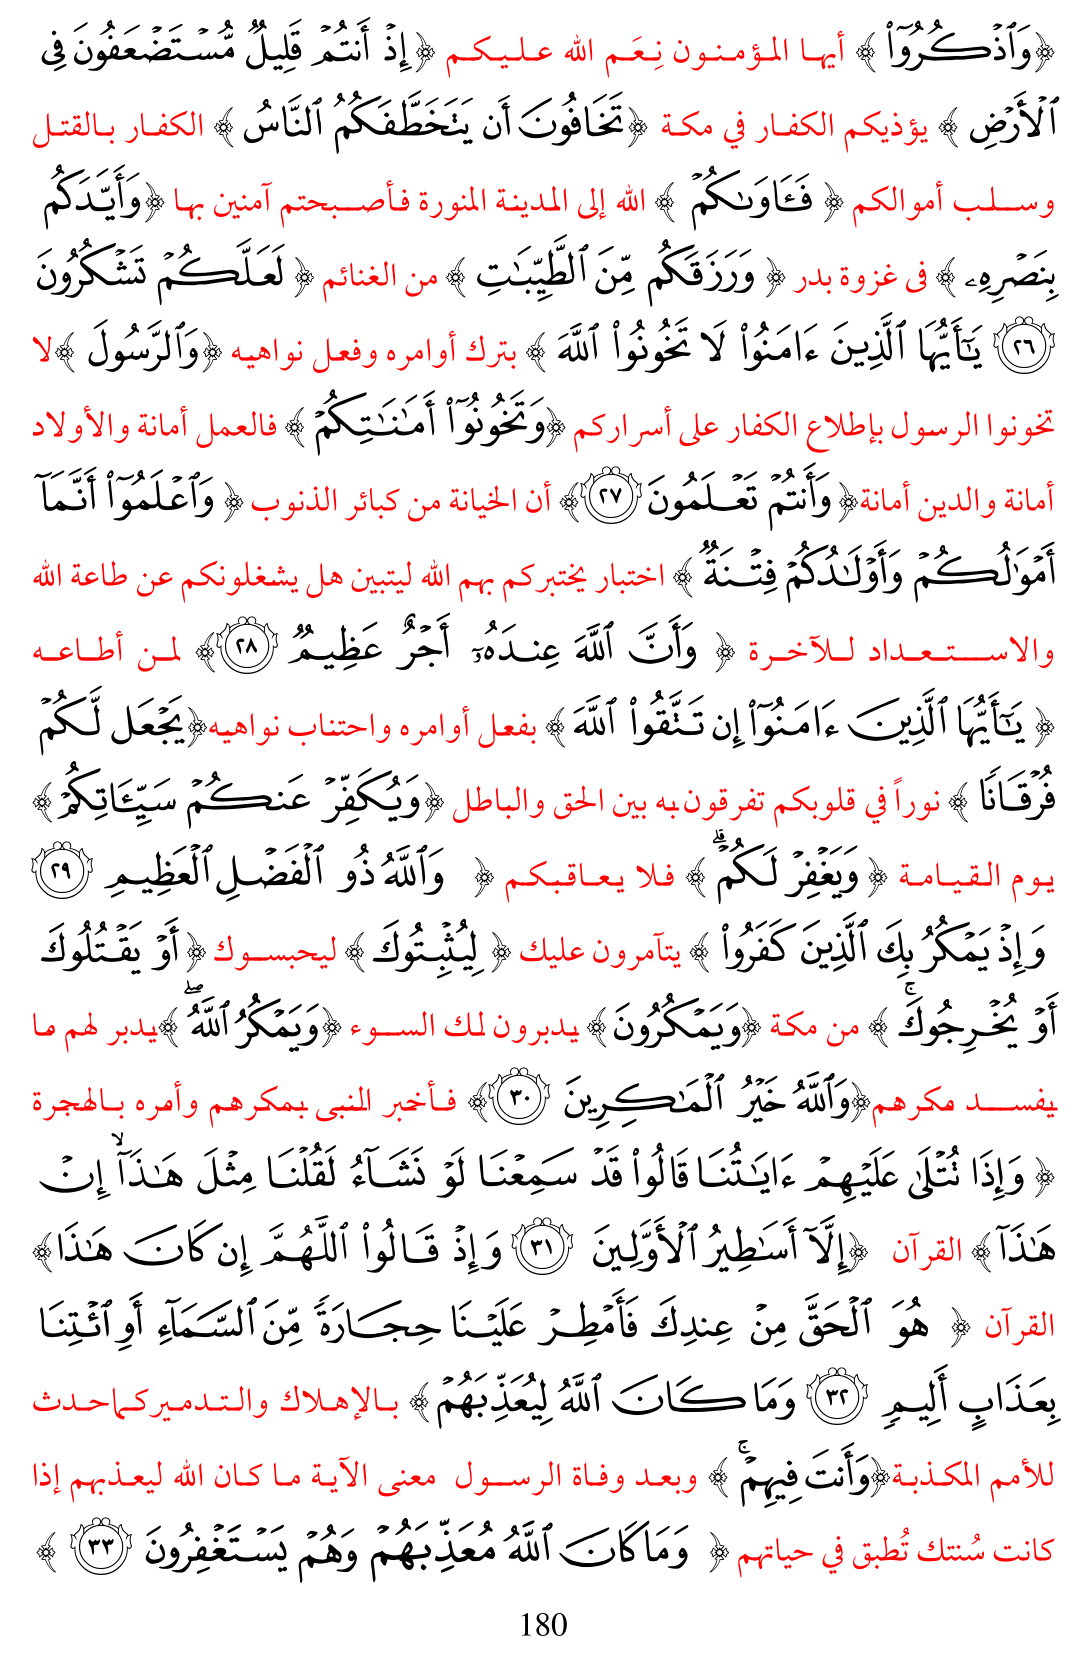 ﴿وَٱذۡكُرُوٓاْ ﴾ أيها المؤمنون نِعَم الله عليكم ﴿إِذۡ أَنتُمۡ قَلِيلٞ مُّسۡتَضۡعَفُونَ فِي
ٱلۡأَرۡضِ ﴾ يؤذيكم الكفار في مكة ﴿تَخَافُونَ أَن يَتَخَطَّفَكُمُ ٱلنَّاسُ ﴾ الكفار بالقتل
وسلب أموالكم ﴿ فَـَٔاوَىٰكُمۡ ﴾ الله إلى المدينة المنورة فأصبحتم آمنين بها ﴿وَأَيَّدَكُم
بِنَصۡرِهِۦ ﴾ فى غزوة بدر ﴿ وَرَزَقَكُم مِّنَ ٱلطَّيِّبَٰتِ ﴾ من الغنائم ﴿ لَعَلَّكُمۡ تَشۡكُرُونَ
٢٦ يَٰٓأَيُّهَا ٱلَّذِينَ ءَامَنُواْ لَا تَخُونُواْ ٱللَّهَ ﴾ بترك أوامره وفعل نواهيه ﴿وَٱلرَّسُولَ ﴾لا
تخونوا الرسول بإطلاع الكفار على أسراركم ﴿وَتَخُونُوٓاْ أَمَٰنَٰتِكُمۡ ﴾ فالعمل أمانة والأولاد
أمانة والدين أمانة﴿وَأَنتُمۡ تَعۡلَمُونَ ٢٧﴾ أن الخيانة من كبائر الذنوب ﴿ وَٱعۡلَمُوٓاْ أَنَّمَآ
أَمۡوَٰلُكُمۡ وَأَوۡلَٰدُكُمۡ فِتۡنَةٞ ﴾ اختبار يختبركم بهم الله ليتبين هل يشغلونكم عن طاعة الله
والاستعداد للآخرة ﴿ وَأَنَّ ٱللَّهَ عِندَهُۥٓ أَجۡرٌ عَظِيمٞ ٢٨﴾ لمن أطاعه
﴿ يَٰٓأَيُّهَا ٱلَّذِينَ ءَامَنُوٓاْ إِن تَتَّقُواْ ٱللَّهَ ﴾ بفعل أوامره واحتناب نواهيه﴿يَجۡعَل لَّكُمۡ
فُرۡقَانٗا ﴾ نوراً في قلوبكم تفرقون به بين الحق والباطل ﴿وَيُكَفِّرۡ عَنكُمۡ سَيِّـَٔاتِكُمۡ﴾
يوم القيامة ﴿ وَيَغۡفِرۡ لَكُمۡۗ ﴾ فلا يعاقبكم ﴿ وَٱللَّهُ ذُو ٱلۡفَضۡلِ ٱلۡعَظِيمِ ٢٩
وَإِذۡ يَمۡكُرُ بِكَ ٱلَّذِينَ كَفَرُواْ ﴾ يتآمرون عليك ﴿ لِيُثۡبِتُوكَ ﴾ ليحبسوك ﴿أَوۡ يَقۡتُلُوكَ
أَوۡ يُخۡرِجُوكَۚ ﴾ من مكة ﴿وَيَمۡكُرُونَ﴾ يدبرون لك السوء ﴿وَيَمۡكُرُ ٱللَّهُۖ ﴾يدبر لهم ما
يفسد مكرهم﴿وَٱللَّهُ خَيۡرُ ٱلۡمَٰكِرِينَ ٣٠﴾ فأخبر النبى بمكرهم وأمره بالهجرة
﴿ وَإِذَا تُتۡلَىٰ عَلَيۡهِمۡ ءَايَٰتُنَا قَالُواْ قَدۡ سَمِعۡنَا لَوۡ نَشَآءُ لَقُلۡنَا مِثۡلَ هَٰذَآۙ إِنۡ
هَٰذَآ ﴾ القرآن ﴿إِلَّآ أَسَٰطِيرُ ٱلۡأَوَّلِينَ ٣١ وَإِذۡ قَالُواْ ٱللَّهُمَّ إِن كَانَ هَٰذَا﴾
القرآن ﴿ هُوَ ٱلۡحَقَّ مِنۡ عِندِكَ فَأَمۡطِرۡ عَلَيۡنَا حِجَارَةٗ مِّنَ ٱلسَّمَآءِ أَوِ ٱئۡتِنَا
بِعَذَابٍ أَلِيمٖ ٣٢ وَمَا كَانَ ٱللَّهُ لِيُعَذِّبَهُمۡ ﴾ بالإهلاك والتدمير كما حدث
للأمم المكذبة﴿وَأَنتَ فِيهِمۡۚ ﴾ وبعد وفاة الرسول معنى الآية ما كان الله ليعذبهم إذا
كانت سُنتك تُطبق في حياتهم ﴿ وَمَا كَانَ ٱللَّهُ مُعَذِّبَهُمۡ وَهُمۡ يَسۡتَغۡفِرُونَ ٣٣ ﴾
180